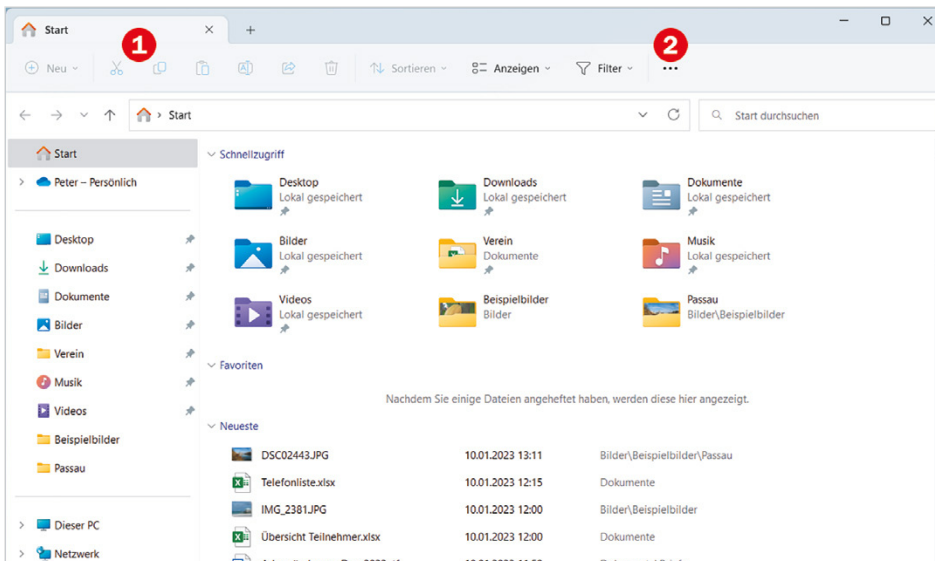 Start
1
2
Neu
Sortieren
Anzeigen
Filter
Start
Start durchsuchen
Start
Peter – Persönlich
Desktop
Downloads
Dokumente
Bilder
Verein
Musik
Videos
Beispielbilder
Passau
Dieser PC
Netzwerk
Schnellzugriff
Desktop
Lokal gespeichert
Downloads
Lokal gespeichert
Dokumente
Lokal gespeichert
Bilder
Lokal gespeichert
Verein
Dokumente
Musik
Lokal gespeichert
Videos
Lokal gespeichert
Beispielbilder
Bilder
Passau
Bilder\Beispielbilder
Favoriten
Nachdem Sie einige Dateien angeheftet haben, werden diese hier angezeigt.
Neueste
DSC02443.JPG 10.01.2023 13:11 Bilder\Beispielbilder\Passau
Telefonliste.xlsx 10.01.2023 12:15 Dokumente
IMG_2381.JPG 10.01.2023 12:00 Bilder\Beispielbilder
Übersicht Teilnehmer.xlsx 10.01.2023 12:00 Dokumente